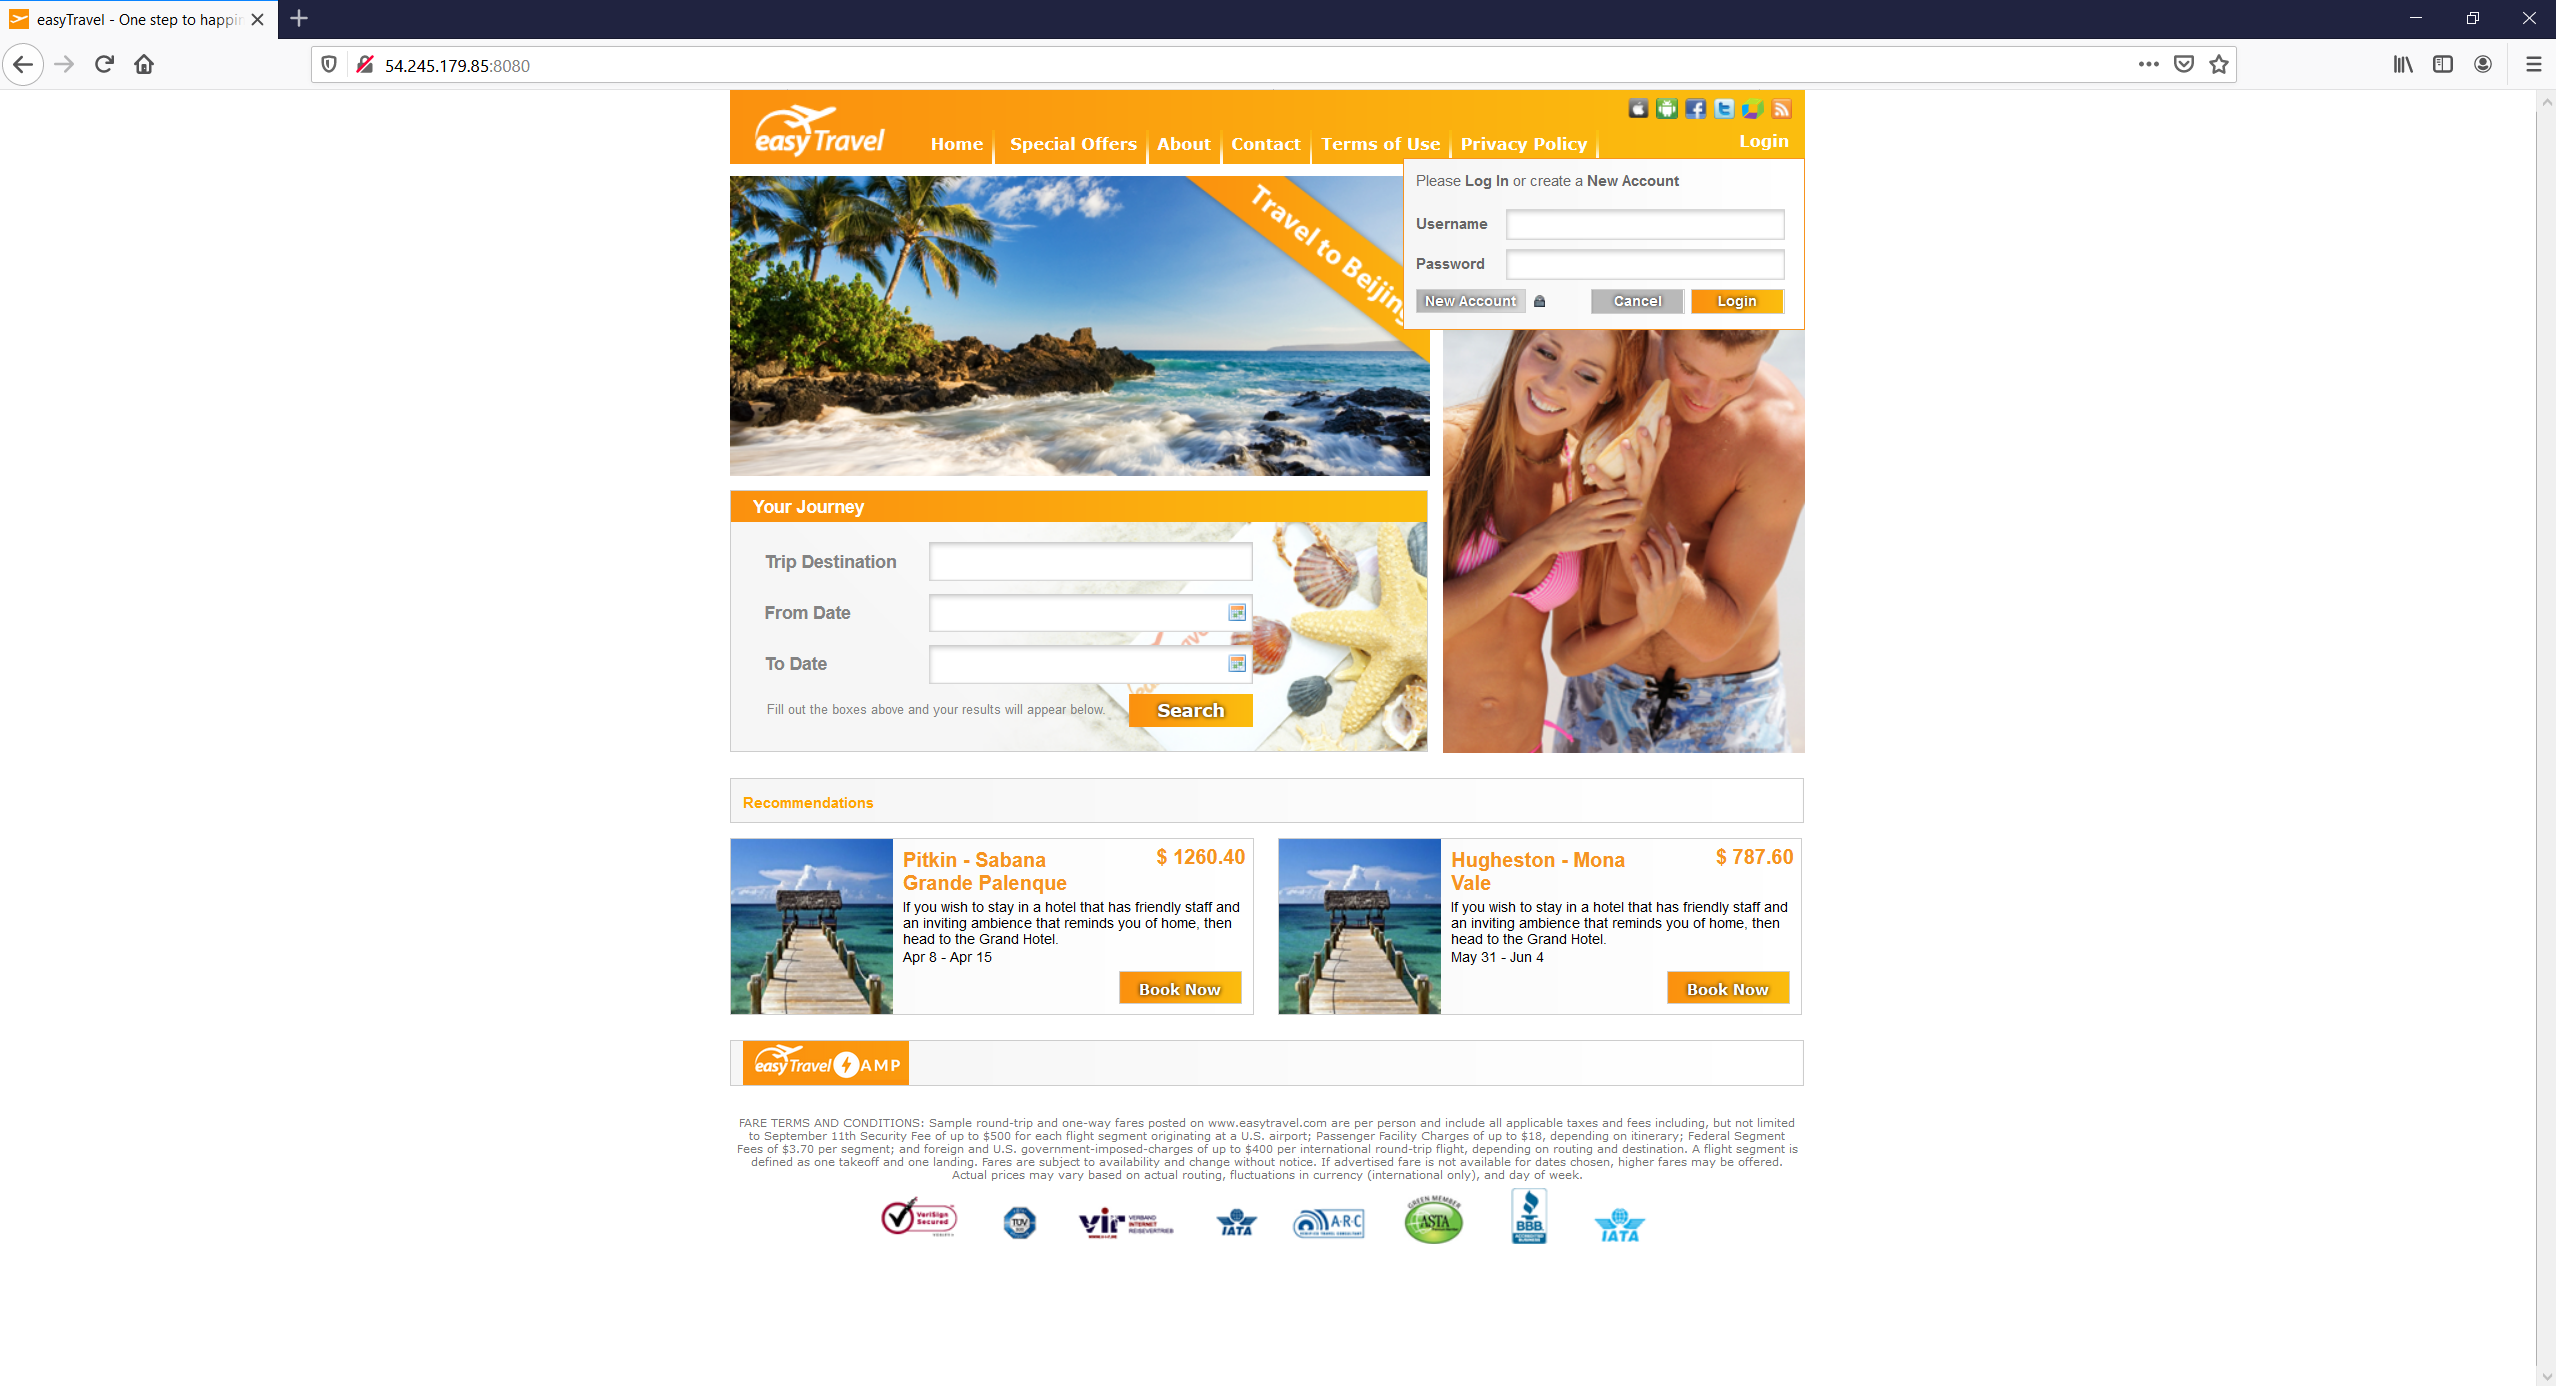 easyTravel - One step to happin
54.245.179.85:8080
easyTravel
Home
Special Offers
About
Contact
Terms of Use
Privacy Policy
Login
Travel to Beijing
Please Log In or create a New Account
Username
Password
New Account
Cancel
Login
Your Journey
Trip Destination
From Date
To Date
Fill out the boxes above and your results will appear below.
Search
Recommendations
Pitkin - Sabana
Grande Palenque
$ 1260.40
If you wish to stay in a hotel that has friendly staff and
an inviting ambience that reminds you of home, then
head to the Grand Hotel.
Apr 8 - Apr 15
Book Now
Hugheston - Mona
Vale
$ 787.60
If you wish to stay in a hotel that has friendly staff and
an inviting ambience that reminds you of home, then
head to the Grand Hotel.
May 31 - Jun 4
Book Now
easyTravel AMP
FARE TERMS AND CONDITIONS: Sample round-trip and one-way fares posted on www.easytravel.com are per person and include all applicable taxes and fees including, but not limited
to September 11th Security Fee of up to $500 for each flight segment originating at a U.S. airport; Passenger Facility Charges of up to $18, depending on itinerary; Federal Segment
Fees of $3.70 per segment; and foreign and U.S. government-imposed-charges of up to $400 per international round-trip flight, depending on routing and destination. A flight segment is
defined as one takeoff and one landing. Fares are subject to availability and change without notice. If advertised fare is not available for dates chosen, higher fares may be offered.
Actual prices may vary based on actual routing, fluctuations in currency (international only), and day of week.
VeriSign
Secured
TÜV
vir
VERBAND
INTERNET
REISEVERTRIEB
IATA
A·R·C
GREEN MEMBER
ASTA
BBB
ACCREDITED
BUSINESS
IATA